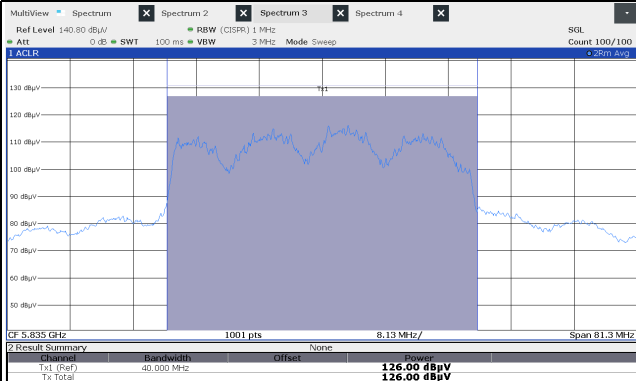 MultiView Spectrum Spectrum 2 Spectrum 3 Spectrum 4
Ref Level 140.80 dBµV RBW (CISPR) 1 MHz SGL
Att 0 dB SWT 100 ms VBW 3 MHz Mode Sweep Count 100/100
1 ACLR 2Rm Avg
Tx1
130 dBµV
120 dBµV
110 dBµV
100 dBµV
90 dBµV
80 dBµV
70 dBµV
60 dBµV
50 dBµV
CF 5.835 GHz 1001 pts 8.13 MHz/ Span 81.3 MHz
2 Result Summary None
Channel Bandwidth Offset Power
Tx1 (Ref) 40.000 MHz 126.00 dBµV
Tx Total 126.00 dBµV